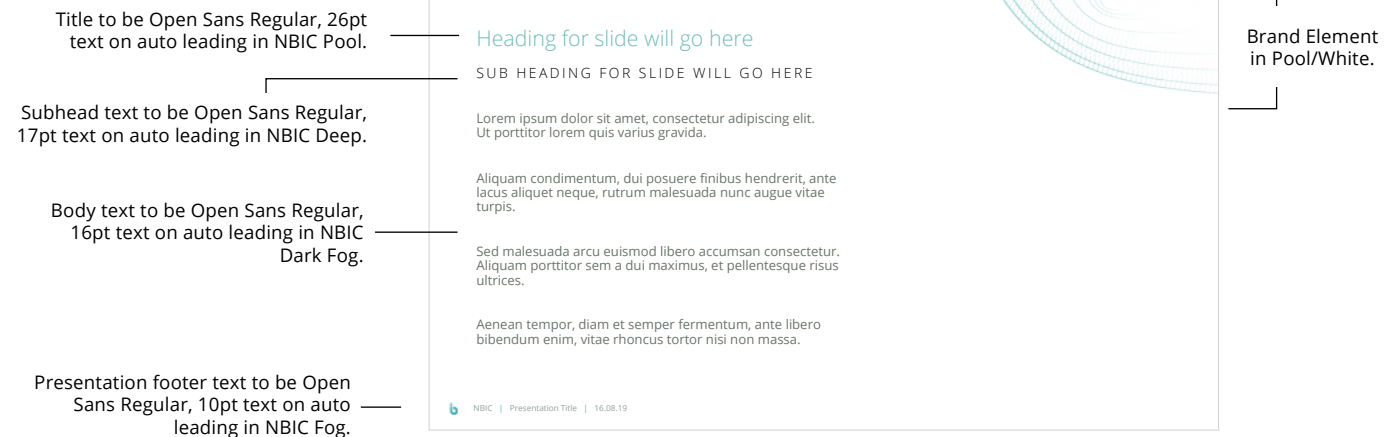 Title to be Open Sans Regular, 26pt
text on auto leading in NBIC Pool.
Subhead text to be Open Sans Regular,
17pt text on auto leading in NBIC Deep.
Body text to be Open Sans Regular,
16pt text on auto leading in NBIC
Dark Fog.
Presentation footer text to be Open
Sans Regular, 10pt text on auto
leading in NBIC Fog.
Heading for slide will go here
SUB HEADING FOR SLIDE WILL GO HERE
Lorem ipsum dolor sit amet, consectetur adipiscing elit.
Ut porttitor lorem quis varius gravida.
Aliquam condimentum, dui posuere finibus hendrerit, ante
lacus aliquet neque, rutrum malesuada nunc augue vitae
turpis.
Sed malesuada arcu euismod libero accumsan consectetur.
Aliquam porttitor sem a dui maximus, et pellentesque risus
ultrices.
Aenean tempor, diam et semper fermentum, ante libero
bibendum enim, vitae rhoncus tortor nisi non massa.
b NBIC | Presentation Title | 16.08.19
Brand Element
in Pool/White.